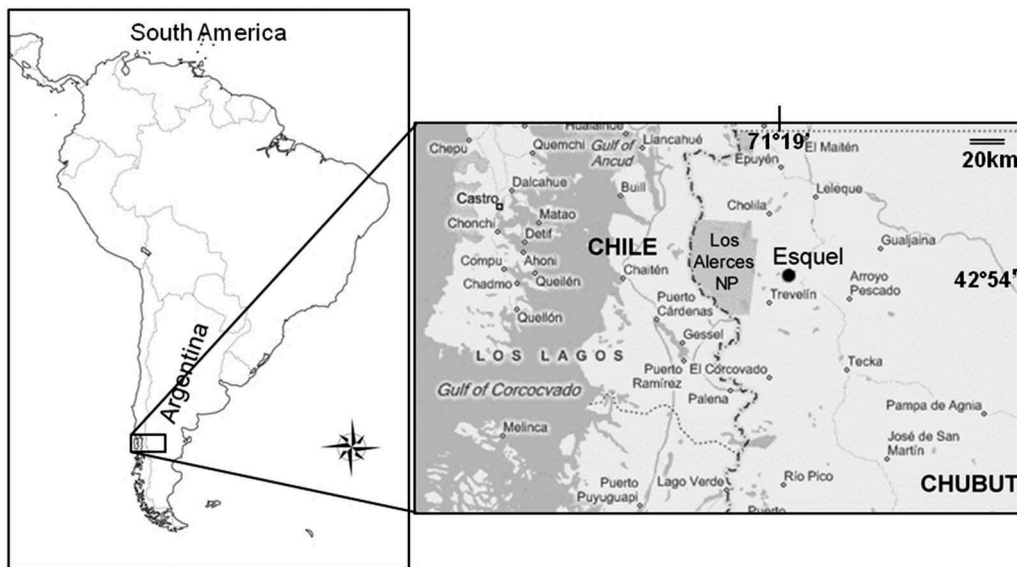 South America
Argentina
Hualaihué
Chepu
Quemchi
Gulf of
Ancud
Llancahué
71°19'
El Maitén
20km
Epuyén
Dalcahue
Buill
Leleque
Castro
Cholila
Matao
Chonchi
Detif
CHILE
Los
Alerces
NP
Gualjaina
Esquel
Compu
Ahoni
Chaitén
42°54'
Chadmo
Queilén
Arroyo
Pescado
Trevelín
Puerto
Cárdenas
Quellón
Gessel
LOS LAGOS
Tecka
Puerto
Ramírez
El Corcovado
Gulf of Corcocvado
Palena
Pampa de Agnia
Melinca
José de San
Martín
Puerto
Puyuguapi
Lago Verde
Río Pico
CHUBUT
Puerto